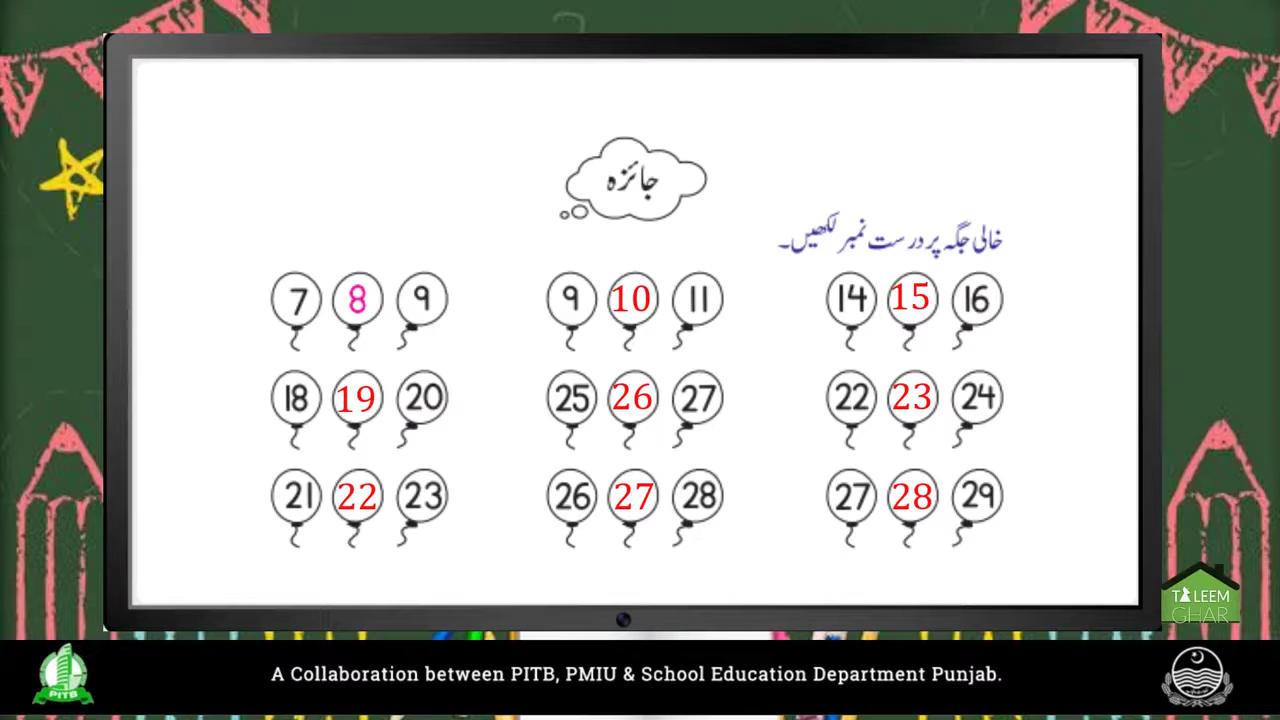 جائزہ
خالی جگہ پر درست نمبر لکھیں۔
7 8 9 9 10 11 14 15 16
18 19 20 25 26 27 22 23 24
21 22 23 26 27 28 27 28 29
TALEEM
GHAR
PITB
A Collaboration between PITB, PMIU & School Education Department Punjab.